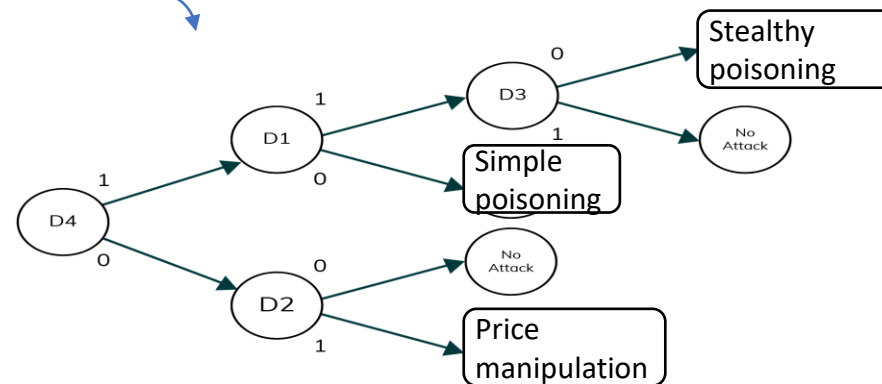 Stealthy
poisoning
0
D3
1
No
Attack
1
D1
0
Simple
poisoning
1
D4
0
0
No
Attack
D2
1
Price
manipulation